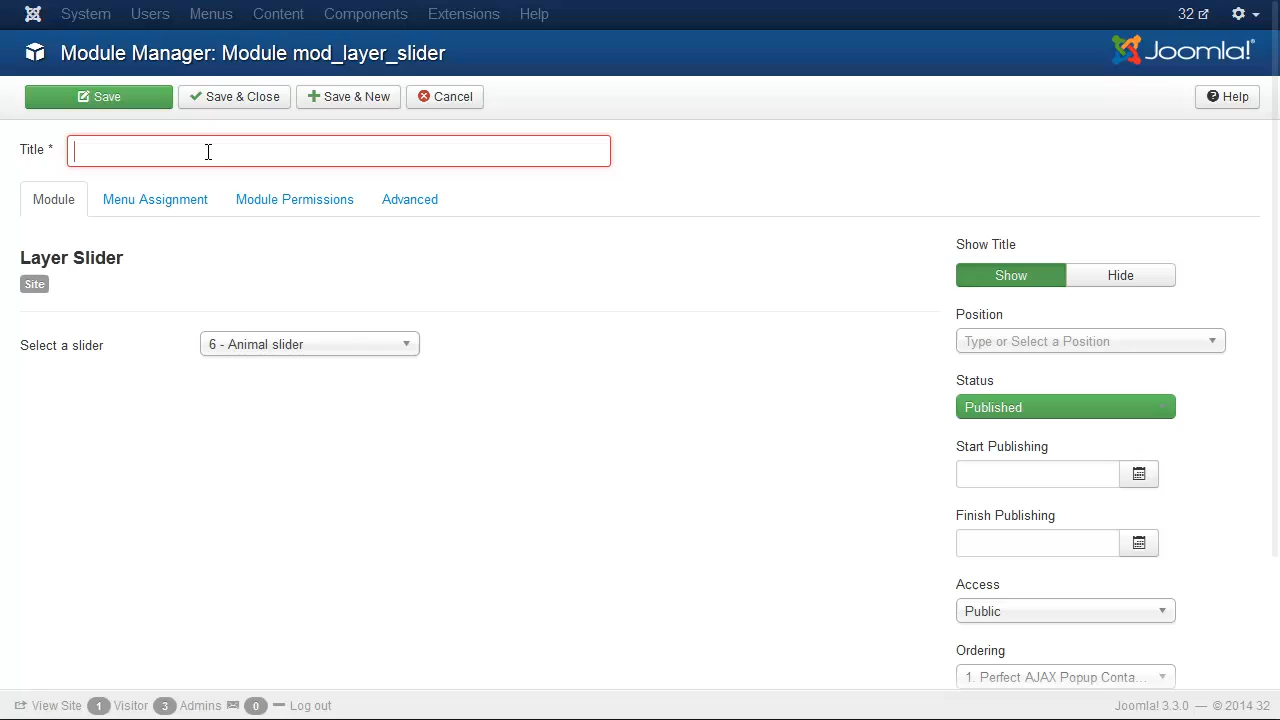 System Users Menus Content Components Extensions Help 32
Module Manager: Module mod_layer_slider Joomla!®
Save Save & Close Save & New Cancel Help
Title *
Module Menu Assignment Module Permissions Advanced
Layer Slider
Site
Select a slider 6 - Animal slider
Show Title
Show Hide
Position
Type or Select a Position
Status
Published
Start Publishing
Finish Publishing
Access
Public
Ordering
1. Perfect AJAX Popup Conta...
View Site 1 Visitor 3 Admins 0 Log out Joomla! 3.3.0 — © 2014 32